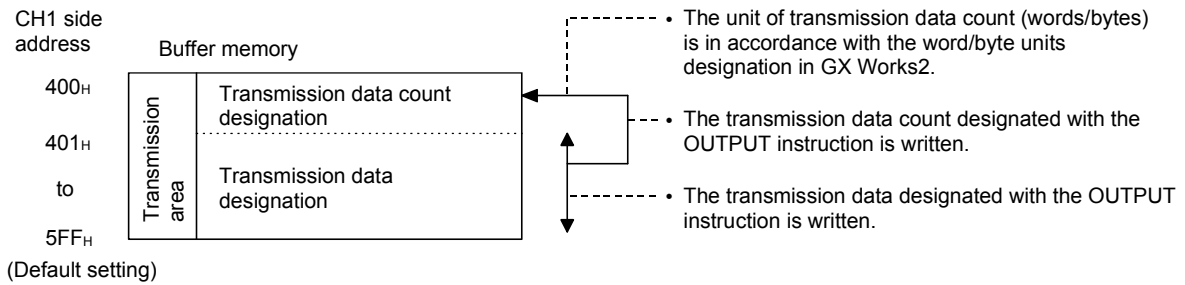 CH1 side
address
Buffer memory
400H
401H
to
5FFH
(Default setting)
Transmission
area
Transmission data count
designation
Transmission data
designation
• The unit of transmission data count (words/bytes)
is in accordance with the word/byte units
designation in GX Works2.
• The transmission data count designated with the
OUTPUT instruction is written.
• The transmission data designated with the OUTPUT
instruction is written.